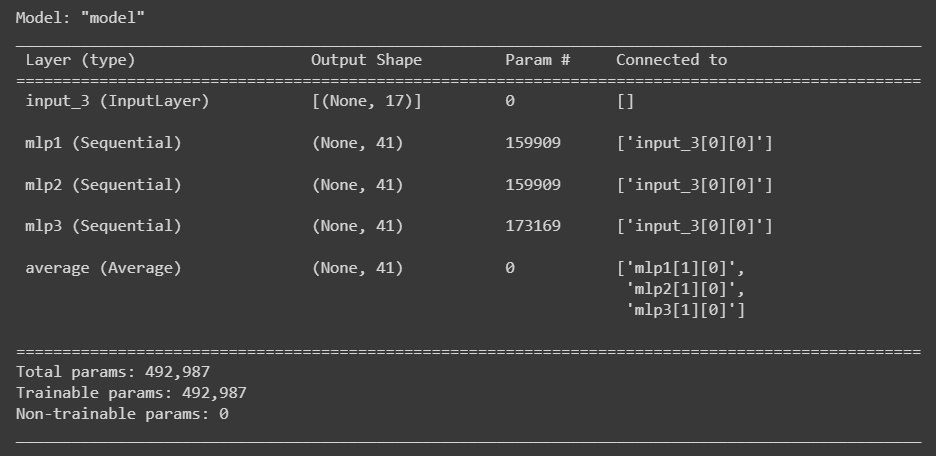 Model: "model"
Layer (type) Output Shape Param # Connected to
input_3 (InputLayer) [(None, 17)] 0 []
mlp1 (Sequential) (None, 41) 159909 ['input_3[0][0]']
mlp2 (Sequential) (None, 41) 159909 ['input_3[0][0]']
mlp3 (Sequential) (None, 41) 173169 ['input_3[0][0]']
average (Average) (None, 41) 0 ['mlp1[1][0]',
'mlp2[1][0]',
'mlp3[1][0]']
Total params: 492,987
Trainable params: 492,987
Non-trainable params: 0